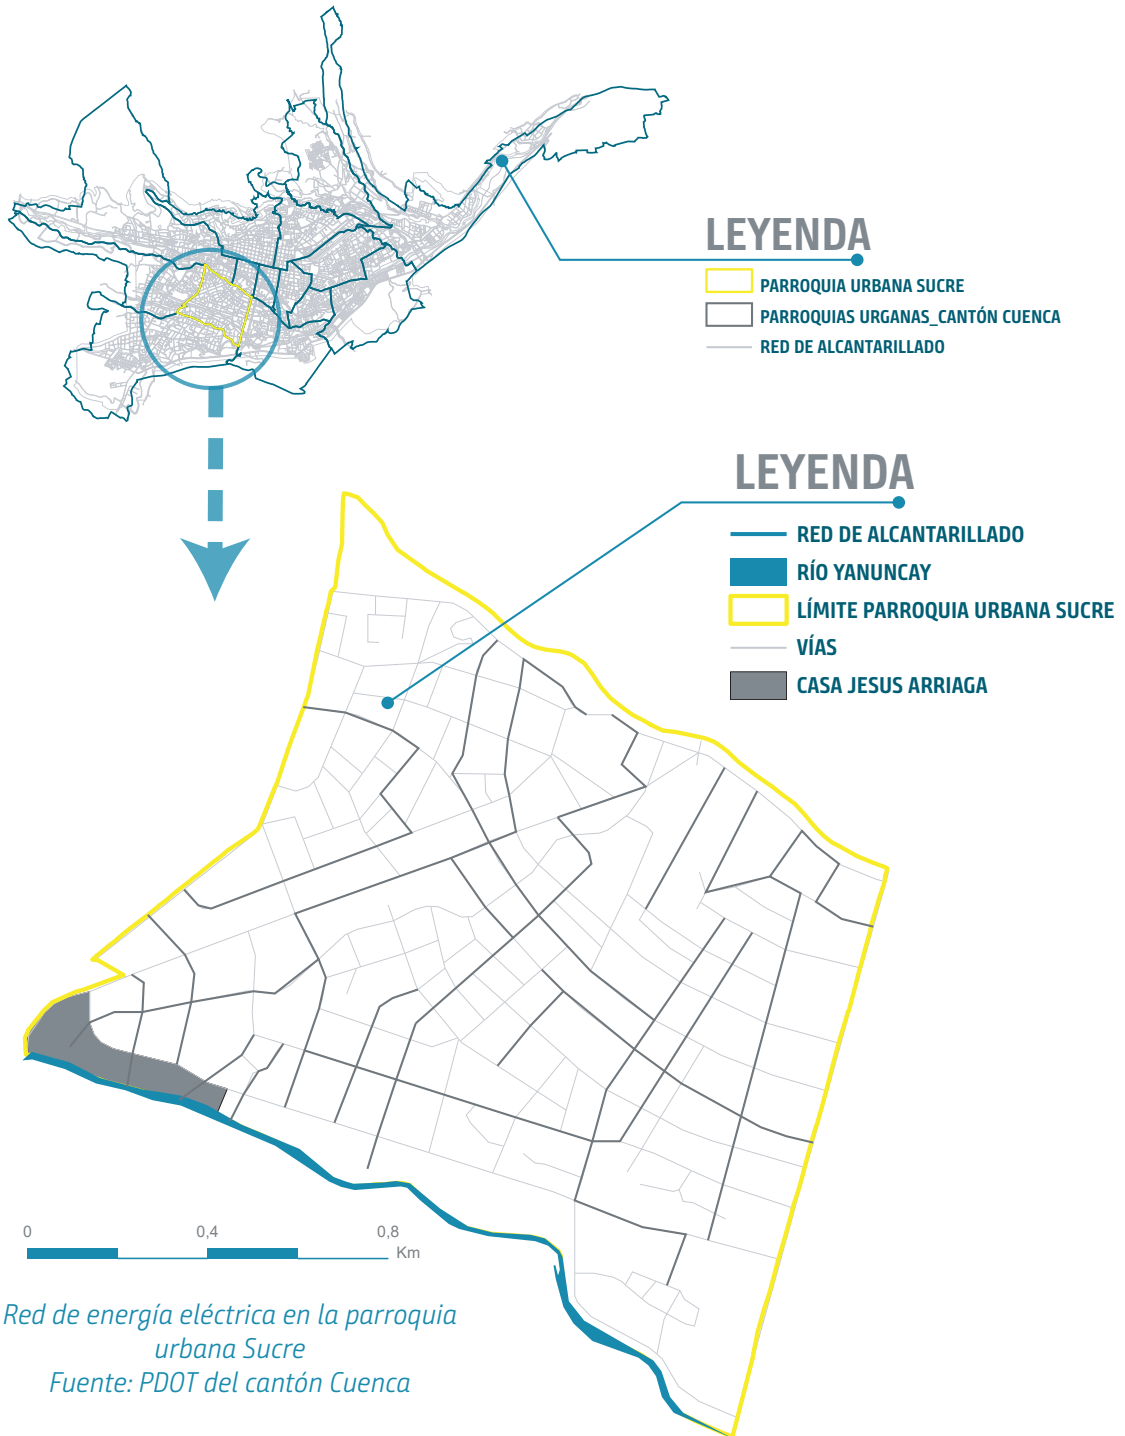 LEYENDA
PARROQUIA URBANA SUCRE
PARROQUIAS URGANAS_CANTÓN CUENCA
RED DE ALCANTARILLADO
LEYENDA
RED DE ALCANTARILLADO
RÍO YANUNCAY
LÍMITE PARROQUIA URBANA SUCRE
VÍAS
CASA JESUS ARRIAGA
0 0,4 0,8
Km
Red de energía eléctrica en la parroquia
urbana Sucre
Fuente: PDOT del cantón Cuenca